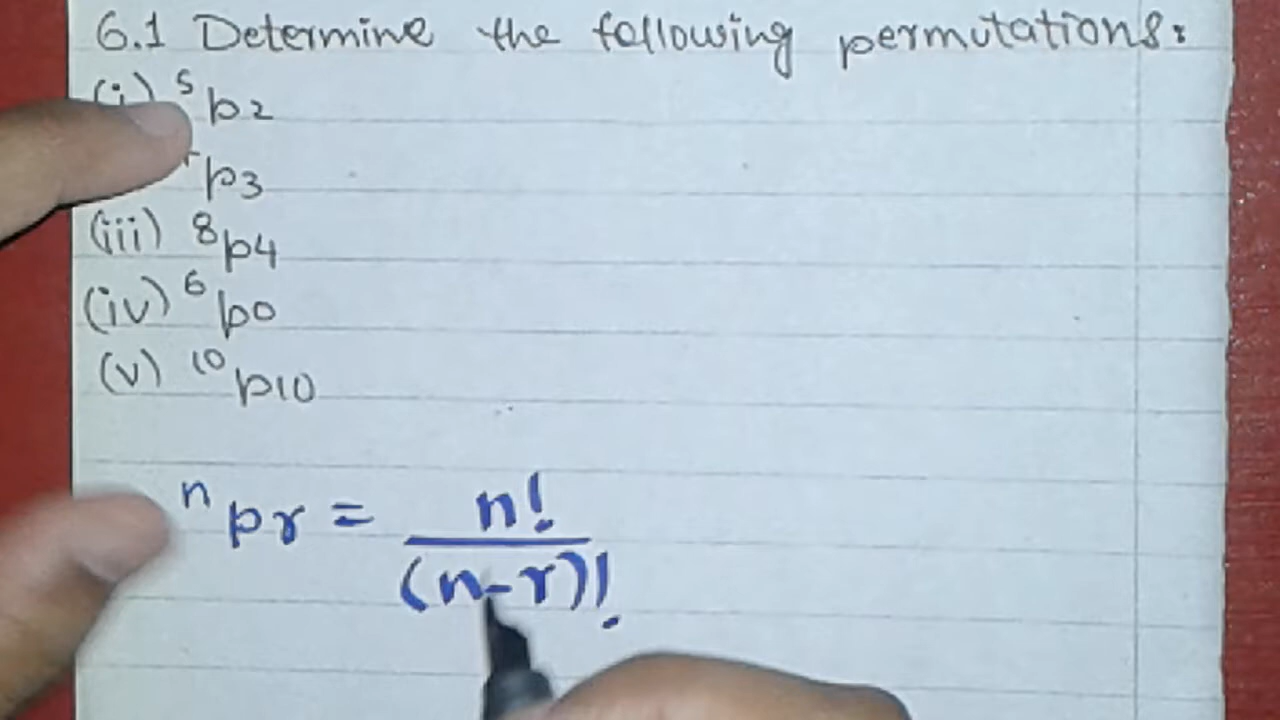 6.1 Determine the following permutations:
(i) ⁵p2
p3
(iii) ⁸p4
(iv) ⁶p0
(v) ¹⁰p10
ⁿpr = n!
(n-r)!